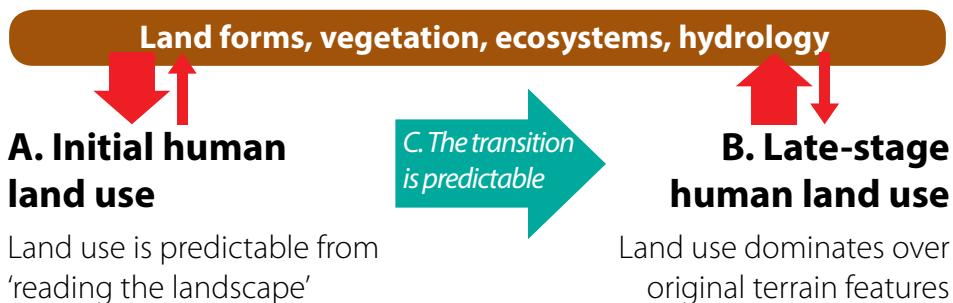 Land forms, vegetation, ecosystems, hydrology
A. Initial human
land use
Land use is predictable from
‘reading the landscape’
C. The transition
is predictable
B. Late-stage
human land use
Land use dominates over
original terrain features